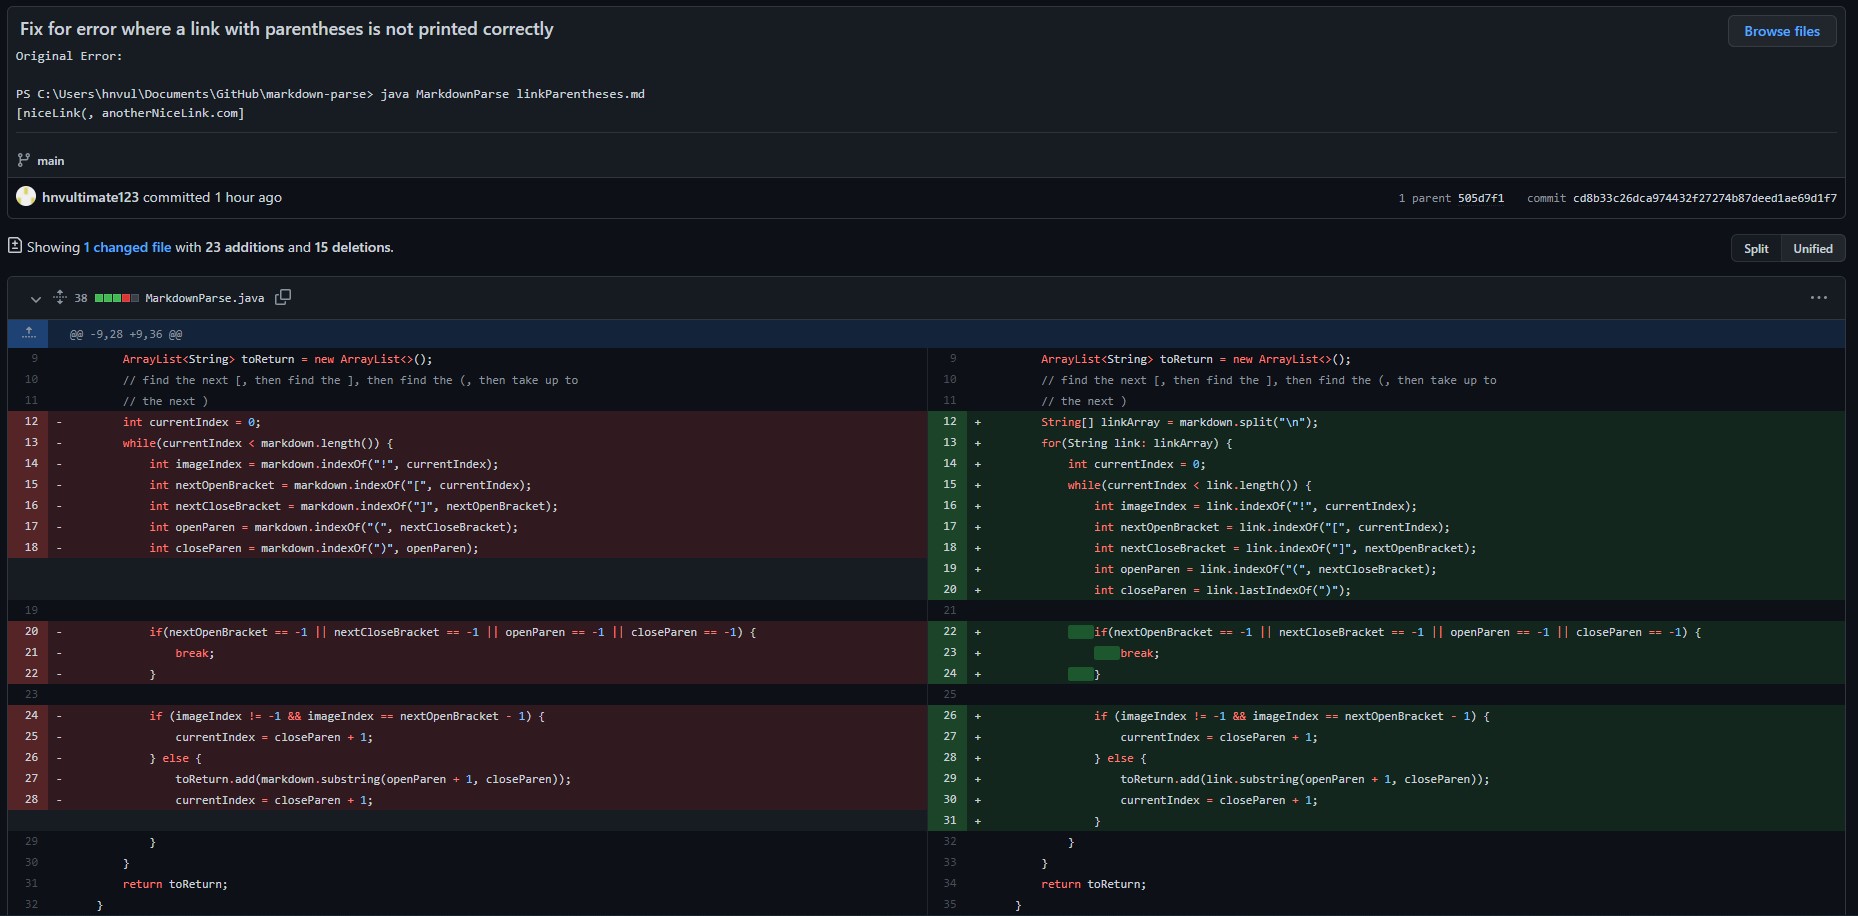 Fix for error where a link with parentheses is not printed correctly
Browse files
Original Error:
PS C:\Users\hnvul\Documents\GitHub\markdown-parse> java MarkdownParse linkParentheses.md
[niceLink(, anotherNiceLink.com]
main
hnvultimate123 committed 1 hour ago
1 parent 505d7f1 commit cd8b33c26dca974432f27274b87deed1ae69d1f7
Showing 1 changed file with 23 additions and 15 deletions.
Split Unified
38 MarkdownParse.java
@@ -9,28 +9,36 @@
9 ArrayList<String> toReturn = new ArrayList<>();
10 // find the next [, then find the ], then find the (, then take up to
11 // the next )
12 - int currentIndex = 0;
13 - while(currentIndex < markdown.length()) {
14 - int imageIndex = markdown.indexOf("!", currentIndex);
15 - int nextOpenBracket = markdown.indexOf("[", currentIndex);
16 - int nextCloseBracket = markdown.indexOf("]", nextOpenBracket);
17 - int openParen = markdown.indexOf("(", nextCloseBracket);
18 - int closeParen = markdown.indexOf(")", openParen);
19
20 - if(nextOpenBracket == -1 || nextCloseBracket == -1 || openParen == -1 || closeParen == -1) {
21 - break;
22 - }
23
24 - if (imageIndex != -1 && imageIndex == nextOpenBracket - 1) {
25 - currentIndex = closeParen + 1;
26 - } else {
27 - toReturn.add(markdown.substring(openParen + 1, closeParen));
28 - currentIndex = closeParen + 1;
29 }
30 }
31 return toReturn;
32 }
9 ArrayList<String> toReturn = new ArrayList<>();
10 // find the next [, then find the ], then find the (, then take up to
11 // the next )
12 + String[] linkArray = markdown.split("\n");
13 + for(String link: linkArray) {
14 + int currentIndex = 0;
15 + while(currentIndex < link.length()) {
16 + int imageIndex = link.indexOf("!", currentIndex);
17 + int nextOpenBracket = link.indexOf("[", currentIndex);
18 + int nextCloseBracket = link.indexOf("]", nextOpenBracket);
19 + int openParen = link.indexOf("(", nextCloseBracket);
20 + int closeParen = link.lastIndexOf(")");
21
22 + if(nextOpenBracket == -1 || nextCloseBracket == -1 || openParen == -1 || closeParen == -1) {
23 + break;
24 + }
25
26 + if (imageIndex != -1 && imageIndex == nextOpenBracket - 1) {
27 + currentIndex = closeParen + 1;
28 + } else {
29 + toReturn.add(link.substring(openParen + 1, closeParen));
30 + currentIndex = closeParen + 1;
31 + }
32 }
33 }
34 return toReturn;
35 }